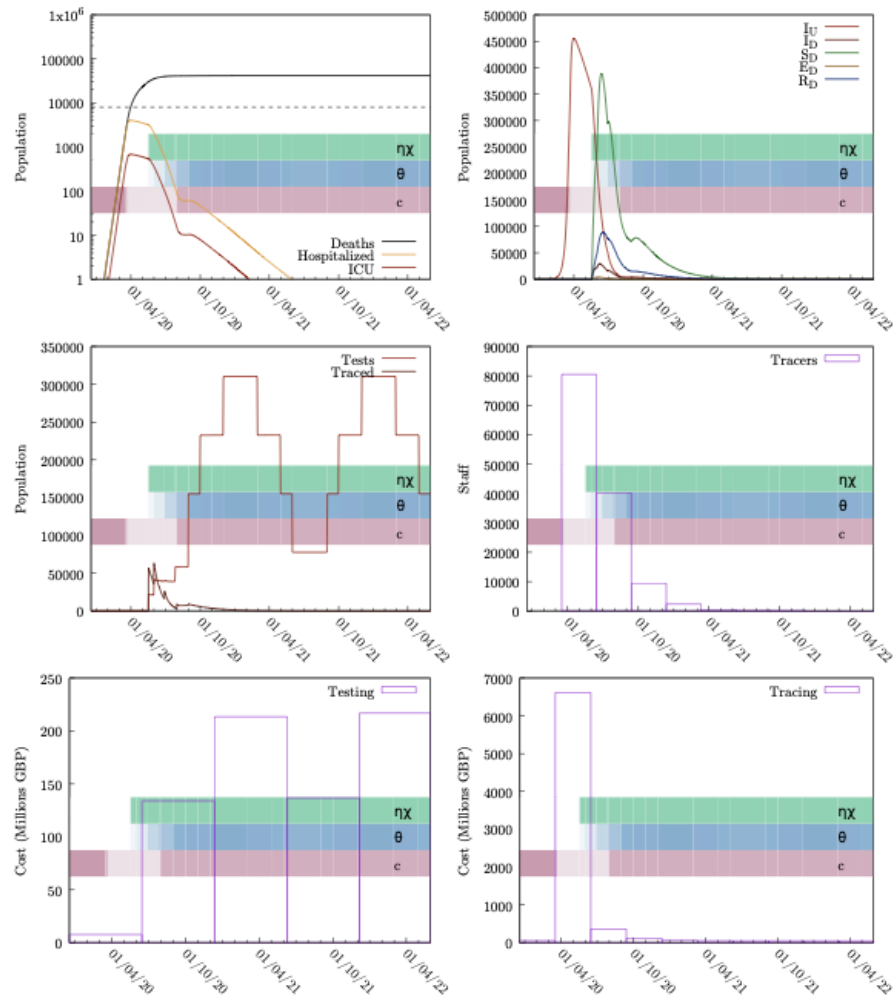 1x10⁶
100000
10000
1000
100
10
1
Population
ηχ
θ
c
Deaths
Hospitalized
ICU
01/04/20
01/10/20
01/04/21
01/10/21
01/04/22
500000
450000
400000
350000
300000
250000
200000
150000
100000
50000
0
Population
I_U
I_D
S_D
E_D
R_D
ηχ
θ
c
01/04/20
01/10/20
01/04/21
01/10/21
01/04/22
350000
300000
250000
200000
150000
100000
50000
0
Population
Tests
Traced
ηχ
θ
c
01/04/20
01/10/20
01/04/21
01/10/21
01/04/22
90000
80000
70000
60000
50000
40000
30000
20000
10000
0
Staff
Tracers
ηχ
θ
c
01/04/20
01/10/20
01/04/21
01/10/21
01/04/22
250
200
150
100
50
0
Cost (Millions GBP)
Testing
ηχ
θ
c
01/04/20
01/10/20
01/04/21
01/10/21
01/04/22
7000
6000
5000
4000
3000
2000
1000
0
Cost (Millions GBP)
Tracing
ηχ
θ
c
01/04/20
01/10/20
01/04/21
01/10/21
01/04/22